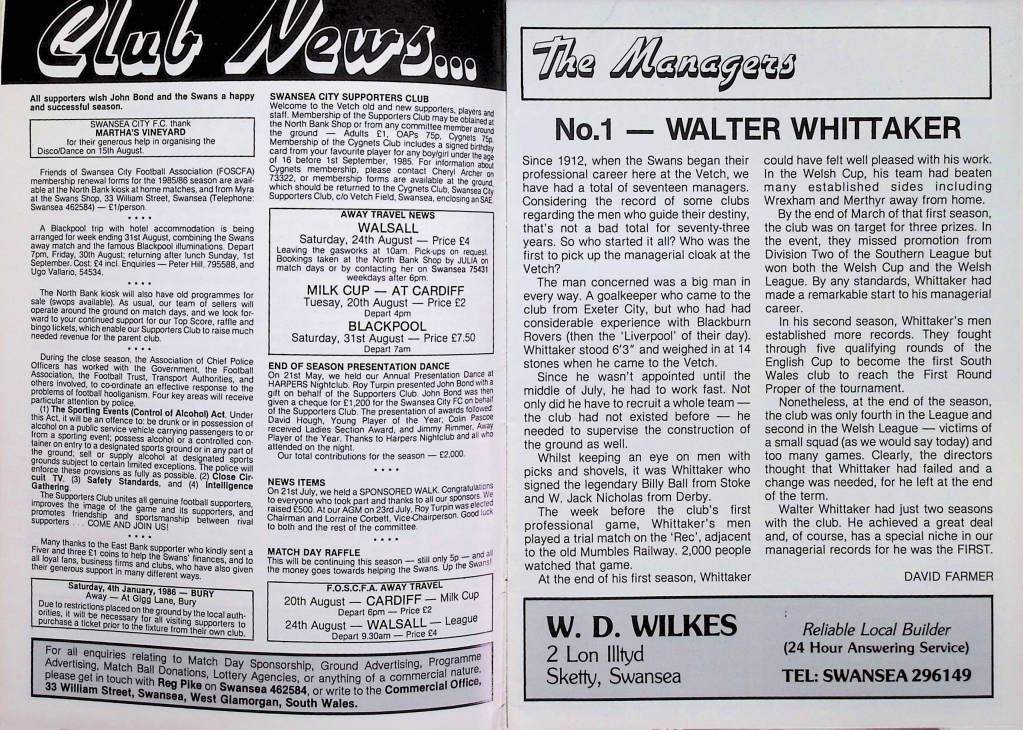 Club News...
All supporters wish John Bond and the Swans a happy
and successful season.
SWANSEA CITY F.C. thank
MARTHA'S VINEYARD
for their generous help in organising the
Disco/Dance on 15th August.
Friends of Swansea City Football Association (FOSCFA)
membership renewal forms for the 1985/86 season are avail-
able at the North Bank kiosk at home matches, and from Myra
at the Swans Shop, 33 William Street, Swansea (Telephone:
Swansea 462584) — £1/person.
* * * *
A Blackpool trip with hotel accommodation is being
arranged for week ending 31st August, combining the Swans
away match and the famous Blackpool illuminations. Depart
7pm, Friday, 30th August; returning after lunch Sunday, 1st
September. Cost: £4 incl. Enquiries — Peter Hill, 795588, and
Ugo Vallario, 54534.
* * * *
The North Bank kiosk will also have old programmes for
sale (swops available). As usual, our team of sellers will
operate around the ground on match days, and we look for-
ward to your continued support for our Top Score, raffle and
bingo tickets, which enable our Supporters Club to raise much
needed revenue for the parent club.
* * * *
During the close season, the Association of Chief Police
Officers has worked with the Government, the Football
Association, the Football Trust, Transport Authorities, and
others involved, to co-ordinate an effective response to the
problems of football hooliganism. Four key areas will receive
particular attention by police.
(1) The Sporting Events (Control of Alcohol) Act. Under
this Act, it will be an offence to: be drunk or in possession of
alcohol on a public service vehicle carrying passengers to or
from a sporting event; possess alcohol or a controlled con-
tainer on entry to a designated sports ground or in any part of
the ground; sell or supply alcohol at designated sports
grounds subject to certain limited exceptions. The police will
enforce these provisions as fully as possible. (2) Close Cir-
cuit TV. (3) Safety Standards, and (4) Intelligence
Gathering.
The Supporters Club unites all genuine football supporters,
improves the image of the game and its supporters, and
promotes friendship and sportsmanship between rival
supporters . . . COME AND JOIN US!
* * * *
Many thanks to the East Bank supporter who kindly sent a
Fiver and three £1 coins to help the Swans' finances, and to
all loyal fans, business firms and clubs, who have also given
their generous support in many different ways.
Saturday, 4th January, 1986 — BURY
Away — At Gigg Lane, Bury
Due to restrictions placed on the ground by the local auth-
orities, it will be necessary for all visiting supporters to
purchase a ticket prior to the fixture from their own club.
SWANSEA CITY SUPPORTERS CLUB
Welcome to the Vetch old and new supporters, players and
staff. Membership of the Supporters Club may be obtained at
the North Bank Shop or from any committee member around
the ground — Adults £1, OAPs 75p, Cygnets 75p.
Membership of the Cygnets Club includes a signed birthday
card from your favourite player for any boy/girl under the age
of 16 before 1st September, 1985. For information about
Cygnets membership, please contact Cheryl Archer on
73322, or membership forms are available at the ground,
which should be returned to the Cygnets Club, Swansea City
Supporters Club, c/o Vetch Field, Swansea, enclosing an SAE.
AWAY TRAVEL NEWS
WALSALL
Saturday, 24th August — Price £4
Leaving the gasworks at 10am. Pick-ups on request.
Bookings taken at the North Bank Shop by JULIA on
match days or by contacting her on Swansea 75431
weekdays after 6pm.
MILK CUP — AT CARDIFF
Tuesay, 20th August — Price £2
Depart 4pm
BLACKPOOL
Saturday, 31st August — Price £7.50
Depart 7am
END OF SEASON PRESENTATION DANCE
On 21st May, we held our Annual Presentation Dance at
HARPERS Nightclub. Roy Turpin presented John Bond with a
gift on behalf of the Supporters Club. John Bond was then
given a cheque for £1,200 for the Swansea City FC on behalf
of the Supporters Club. The presentation of awards followed:
David Hough, Young Player of the Year, Colin Pascoe
received Ladies Section Award, and Jimmy Rimmer, Away
Player of the Year. Thanks to Harpers Nightclub and all who
attended on the night.
Our total contributions for the season — £2,000.
* * * *
NEWS ITEMS
On 21st July, we held a SPONSORED WALK. Congratulations
to everyone who took part and thanks to all our sponsors. We
raised £500. At our AGM on 23rd July, Roy Turpin was elected
Chairman and Lorraine Corbett, Vice-Chairperson. Good luck
to both and the rest of the committee.
* * * *
MATCH DAY RAFFLE
This will be continuing this season — still only 5p — and all
the money goes towards helping the Swans. Up the Swans!
F.O.S.C.F.A. AWAY TRAVEL
20th August — CARDIFF — Milk Cup
Depart 6pm — Price £2
24th August — WALSALL — League
Depart 9.30am — Price £4
For all enquiries relating to Match Day Sponsorship, Ground Advertising, Programme
Advertising, Match Ball Donations, Lottery Agencies, or anything of a commercial nature,
please get in touch with Reg Pike on Swansea 462584, or write to the Commercial Office,
33 William Street, Swansea, West Glamorgan, South Wales.
The Managers
No.1 — WALTER WHITTAKER
Since 1912, when the Swans began their
professional career here at the Vetch, we
have had a total of seventeen managers.
Considering the record of some clubs
regarding the men who guide their destiny,
that's not a bad total for seventy-three
years. So who started it all? Who was the
first to pick up the managerial cloak at the
Vetch?
The man concerned was a big man in
every way. A goalkeeper who came to the
club from Exeter City, but who had had
considerable experience with Blackburn
Rovers (then the 'Liverpool' of their day).
Whittaker stood 6'3" and weighed in at 14
stones when he came to the Vetch.
Since he wasn't appointed until the
middle of July, he had to work fast. Not
only did he have to recruit a whole team —
the club had not existed before — he
needed to supervise the construction of
the ground as well.
Whilst keeping an eye on men with
picks and shovels, it was Whittaker who
signed the legendary Billy Ball from Stoke
and W. Jack Nicholas from Derby.
The week before the club's first
professional game, Whittaker's men
played a trial match on the 'Rec', adjacent
to the old Mumbles Railway. 2,000 people
watched that game.
At the end of his first season, Whittaker
could have felt well pleased with his work.
In the Welsh Cup, his team had beaten
many established sides including
Wrexham and Merthyr away from home.
By the end of March of that first season,
the club was on target for three prizes. In
the event, they missed promotion from
Division Two of the Southern League but
won both the Welsh Cup and the Welsh
League. By any standards, Whittaker had
made a remarkable start to his managerial
career.
In his second season, Whittaker's men
established more records. They fought
through five qualifying rounds of the
English Cup to become the first South
Wales club to reach the First Round
Proper of the tournament.
Nonetheless, at the end of the season,
the club was only fourth in the League and
second in the Welsh League — victims of
a small squad (as we would say today) and
too many games. Clearly, the directors
thought that Whittaker had failed and a
change was needed, for he left at the end
of the term.
Walter Whittaker had just two seasons
with the club. He achieved a great deal
and, of course, has a special niche in our
managerial records for he was the FIRST.
DAVID FARMER
W. D. WILKES
2 Lon Illtyd
Sketty, Swansea
Reliable Local Builder
(24 Hour Answering Service)
TEL: SWANSEA 296149